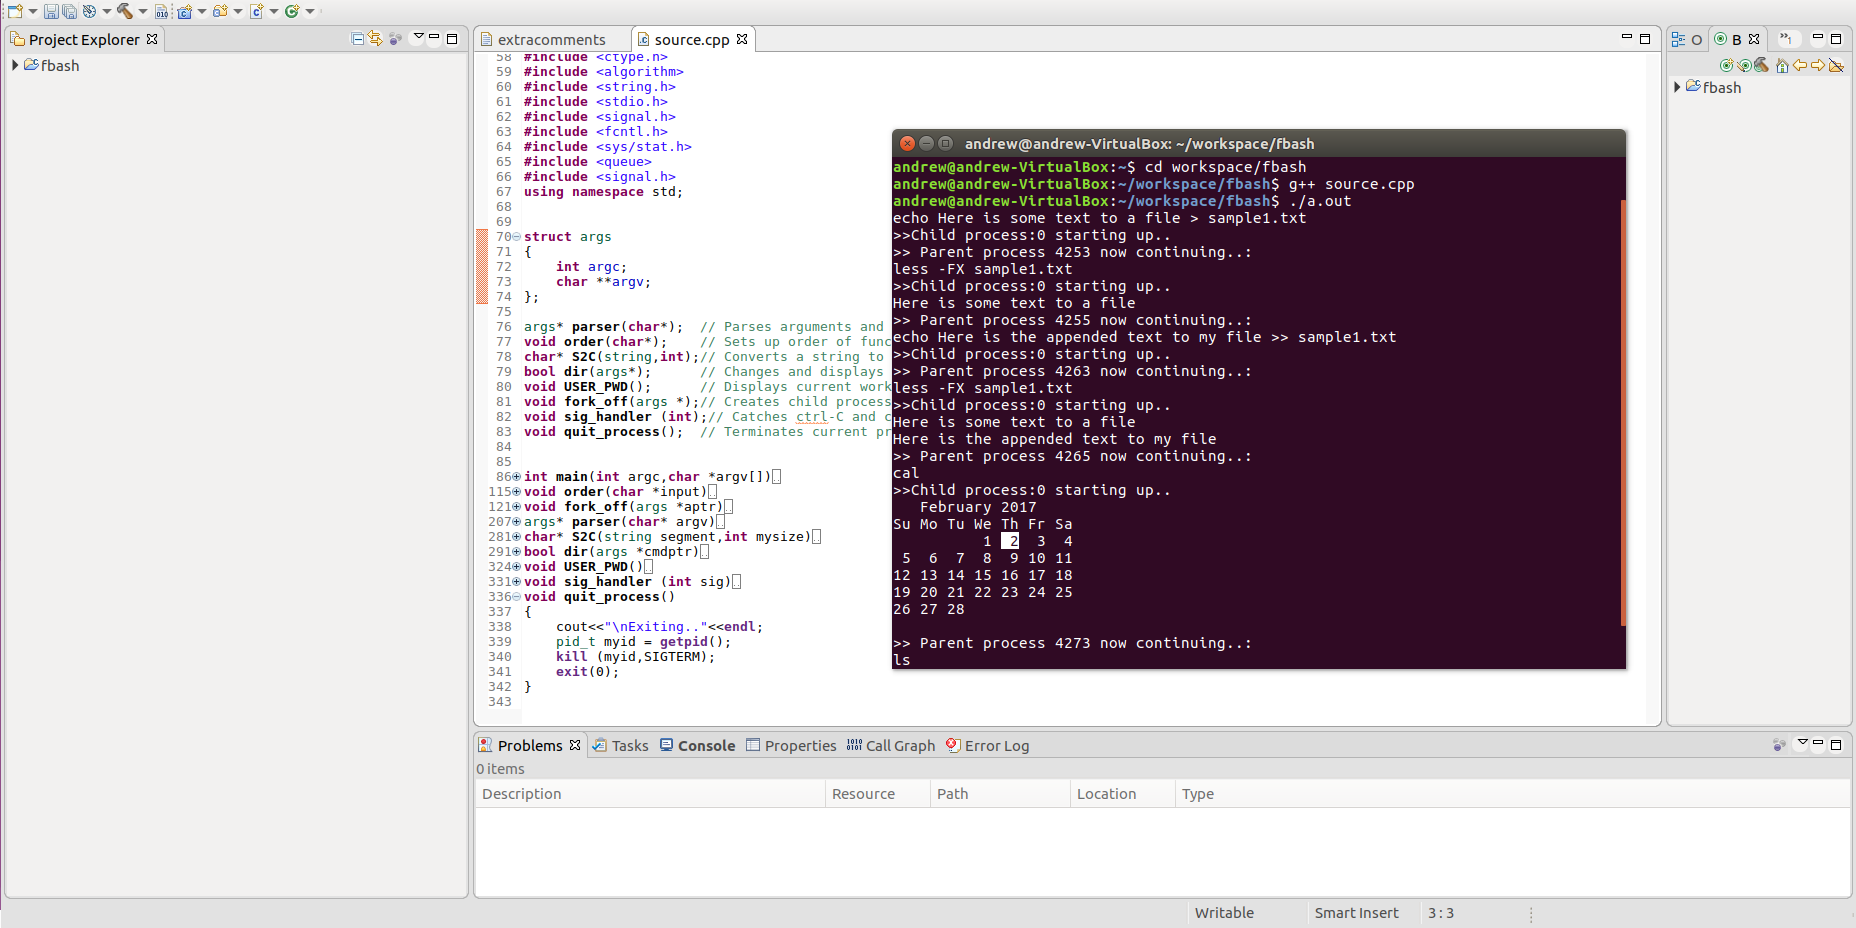 Project Explorer
fbash
extracomments
source.cpp
58 #include <ctype.h>
59 #include <algorithm>
60 #include <string.h>
61 #include <stdio.h>
62 #include <signal.h>
63 #include <fcntl.h>
64 #include <sys/stat.h>
65 #include <queue>
66 #include <signal.h>
67 using namespace std;
68
69
70 struct args
71 {
72     int argc;
73     char **argv;
74 };
75
76 args* parser(char*);  // Parses arguments and
77 void order(char*);    // Sets up order of func
78 char* S2C(string,int);// Converts a string to
79 bool dir(args*);      // Changes and displays
80 void USER_PWD();      // Displays current work
81 void fork_off(args *);// Creates child process
82 void sig_handler (int);// Catches ctrl-C and c
83 void quit_process();  // Terminates current pr
84
85
86 int main(int argc,char *argv[])
115 void order(char *input)
121 void fork_off(args *aptr)
207 args* parser(char* argv)
281 char* S2C(string segment,int mysize)
291 bool dir(args *cmdptr)
324 void USER_PWD()
331 void sig_handler (int sig)
336 void quit_process()
337 {
338     cout<<"\nExiting.."<<endl;
339     pid_t myid = getpid();
340     kill (myid,SIGTERM);
341     exit(0);
342 }
343
andrew@andrew-VirtualBox: ~/workspace/fbash
andrew@andrew-VirtualBox:~$ cd workspace/fbash
andrew@andrew-VirtualBox:~/workspace/fbash$ g++ source.cpp
andrew@andrew-VirtualBox:~/workspace/fbash$ ./a.out
echo Here is some text to a file > sample1.txt
>>Child process:0 starting up..
>> Parent process 4253 now continuing..:
less -FX sample1.txt
>>Child process:0 starting up..
Here is some text to a file
>> Parent process 4255 now continuing..:
echo Here is the appended text to my file >> sample1.txt
>>Child process:0 starting up..
>> Parent process 4263 now continuing..:
less -FX sample1.txt
>>Child process:0 starting up..
Here is some text to a file
Here is the appended text to my file
>> Parent process 4265 now continuing..:
cal
>>Child process:0 starting up..
   February 2017
Su Mo Tu We Th Fr Sa
          1  2  3  4
 5  6  7  8  9 10 11
12 13 14 15 16 17 18
19 20 21 22 23 24 25
26 27 28
>> Parent process 4273 now continuing..:
ls
O
B
»1
fbash
Problems
Tasks
Console
Properties
Call Graph
Error Log
0 items
Description
Resource
Path
Location
Type
Writable
Smart Insert
3 : 3